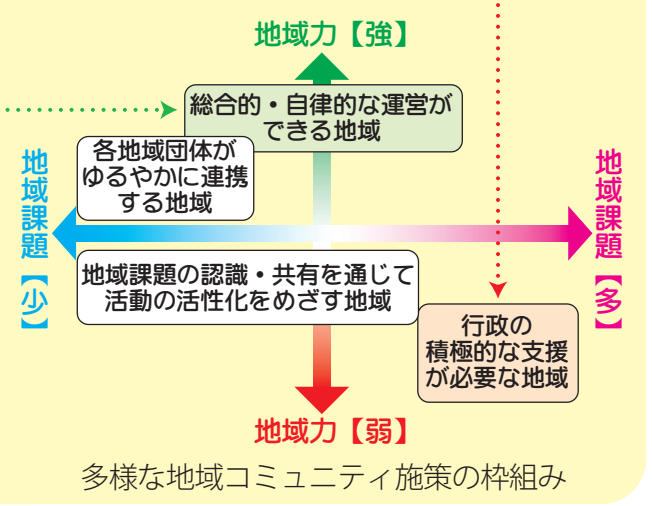 地域力【強】
総合的・自律的な運営が
できる地域
各地域団体が
ゆるやかに連携
する地域
地域課題【少】
地域課題【多】
地域課題の認識・共有を通じて
活動の活性化をめざす地域
行政の
積極的な支援
が必要な地域
地域力【弱】
多様な地域コミュニティ施策の枠組み